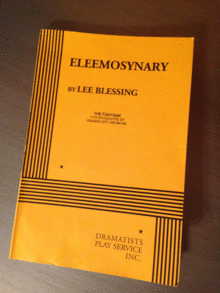 ELEEMOSYNARY
BY LEE BLESSING
DRAMATISTS
PLAY SERVICE
INC.